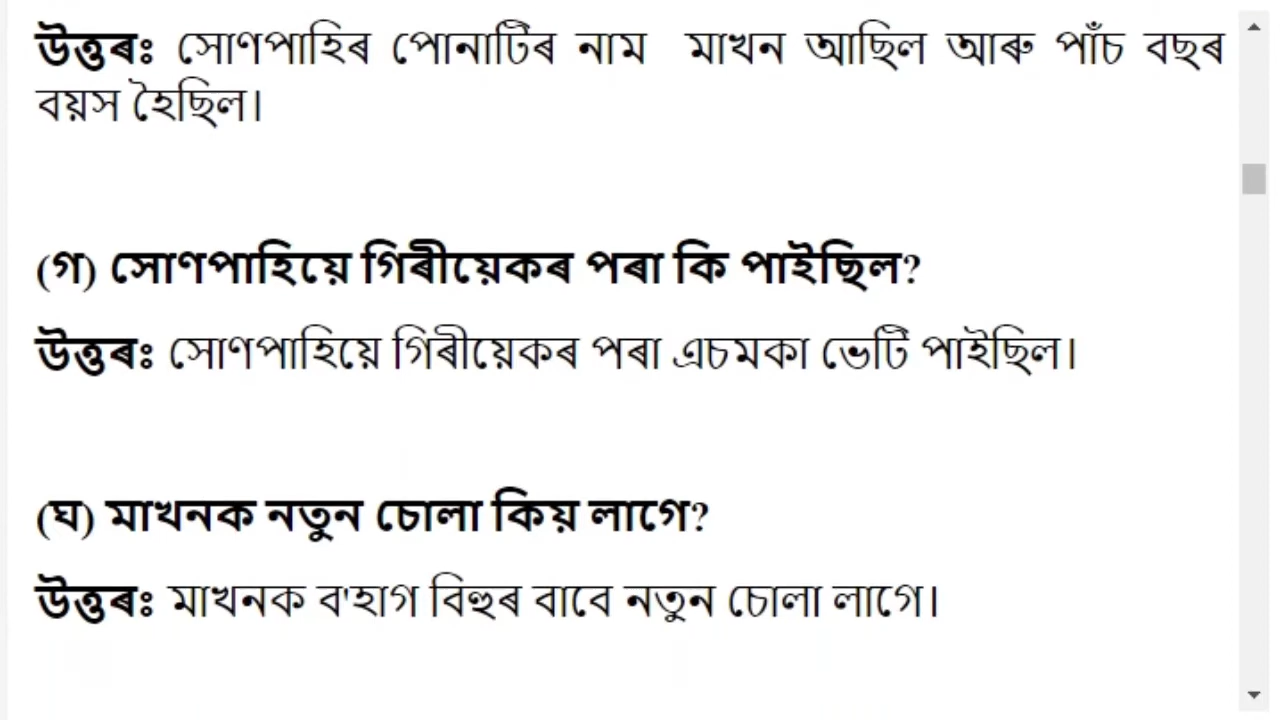 উত্তৰঃ সোণপাহিৰ পোনাটিৰ নাম মাখন আছিল আৰু পাঁচ বছৰ
বয়স হৈছিল।
(গ) সোণপাহিয়ে গিৰীয়েকৰ পৰা কি পাইছিল?
উত্তৰঃ সোণপাহিয়ে গিৰীয়েকৰ পৰা এচমকা ভেটি পাইছিল।
(ঘ) মাখনক নতুন চোলা কিয় লাগে?
উত্তৰঃ মাখনক ব'হাগ বিহুৰ বাবে নতুন চোলা লাগে।